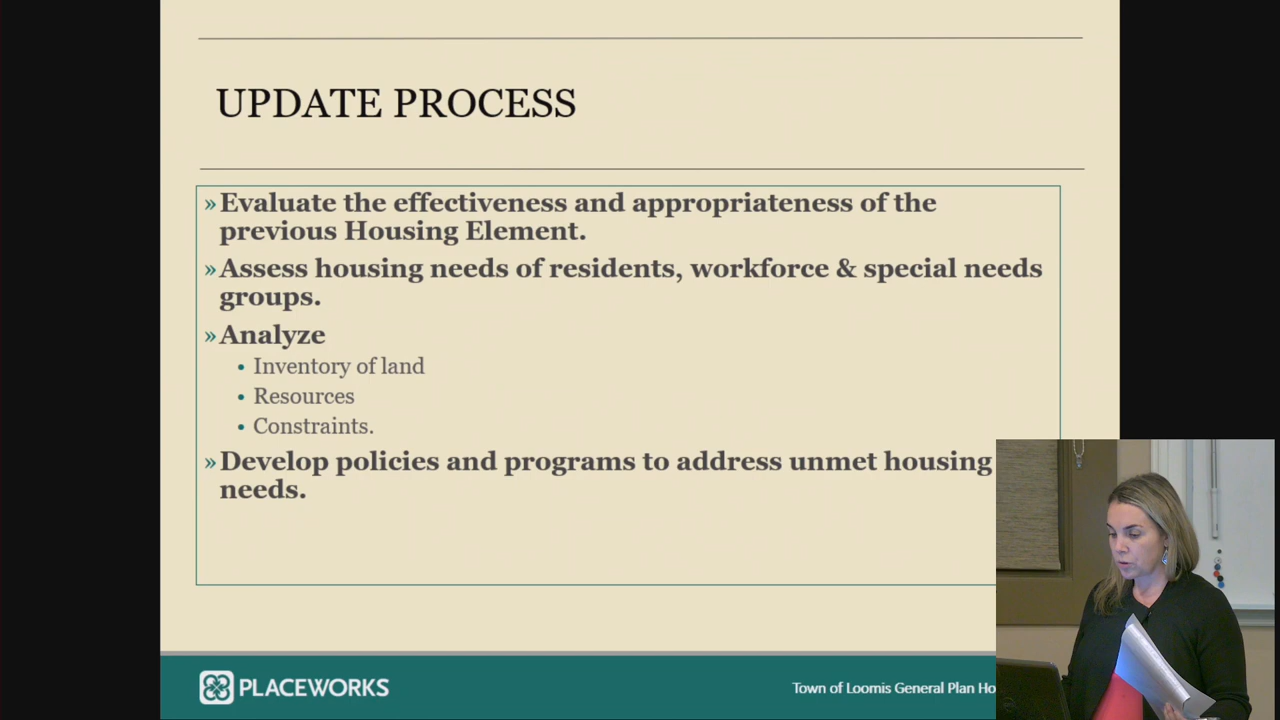 UPDATE PROCESS
»Evaluate the effectiveness and appropriateness of the
previous Housing Element.
»Assess housing needs of residents, workforce & special needs
groups.
»Analyze
• Inventory of land
• Resources
• Constraints.
»Develop policies and programs to address unmet housing
needs.
PLACEWORKS
Town of Loomis General Plan Ho